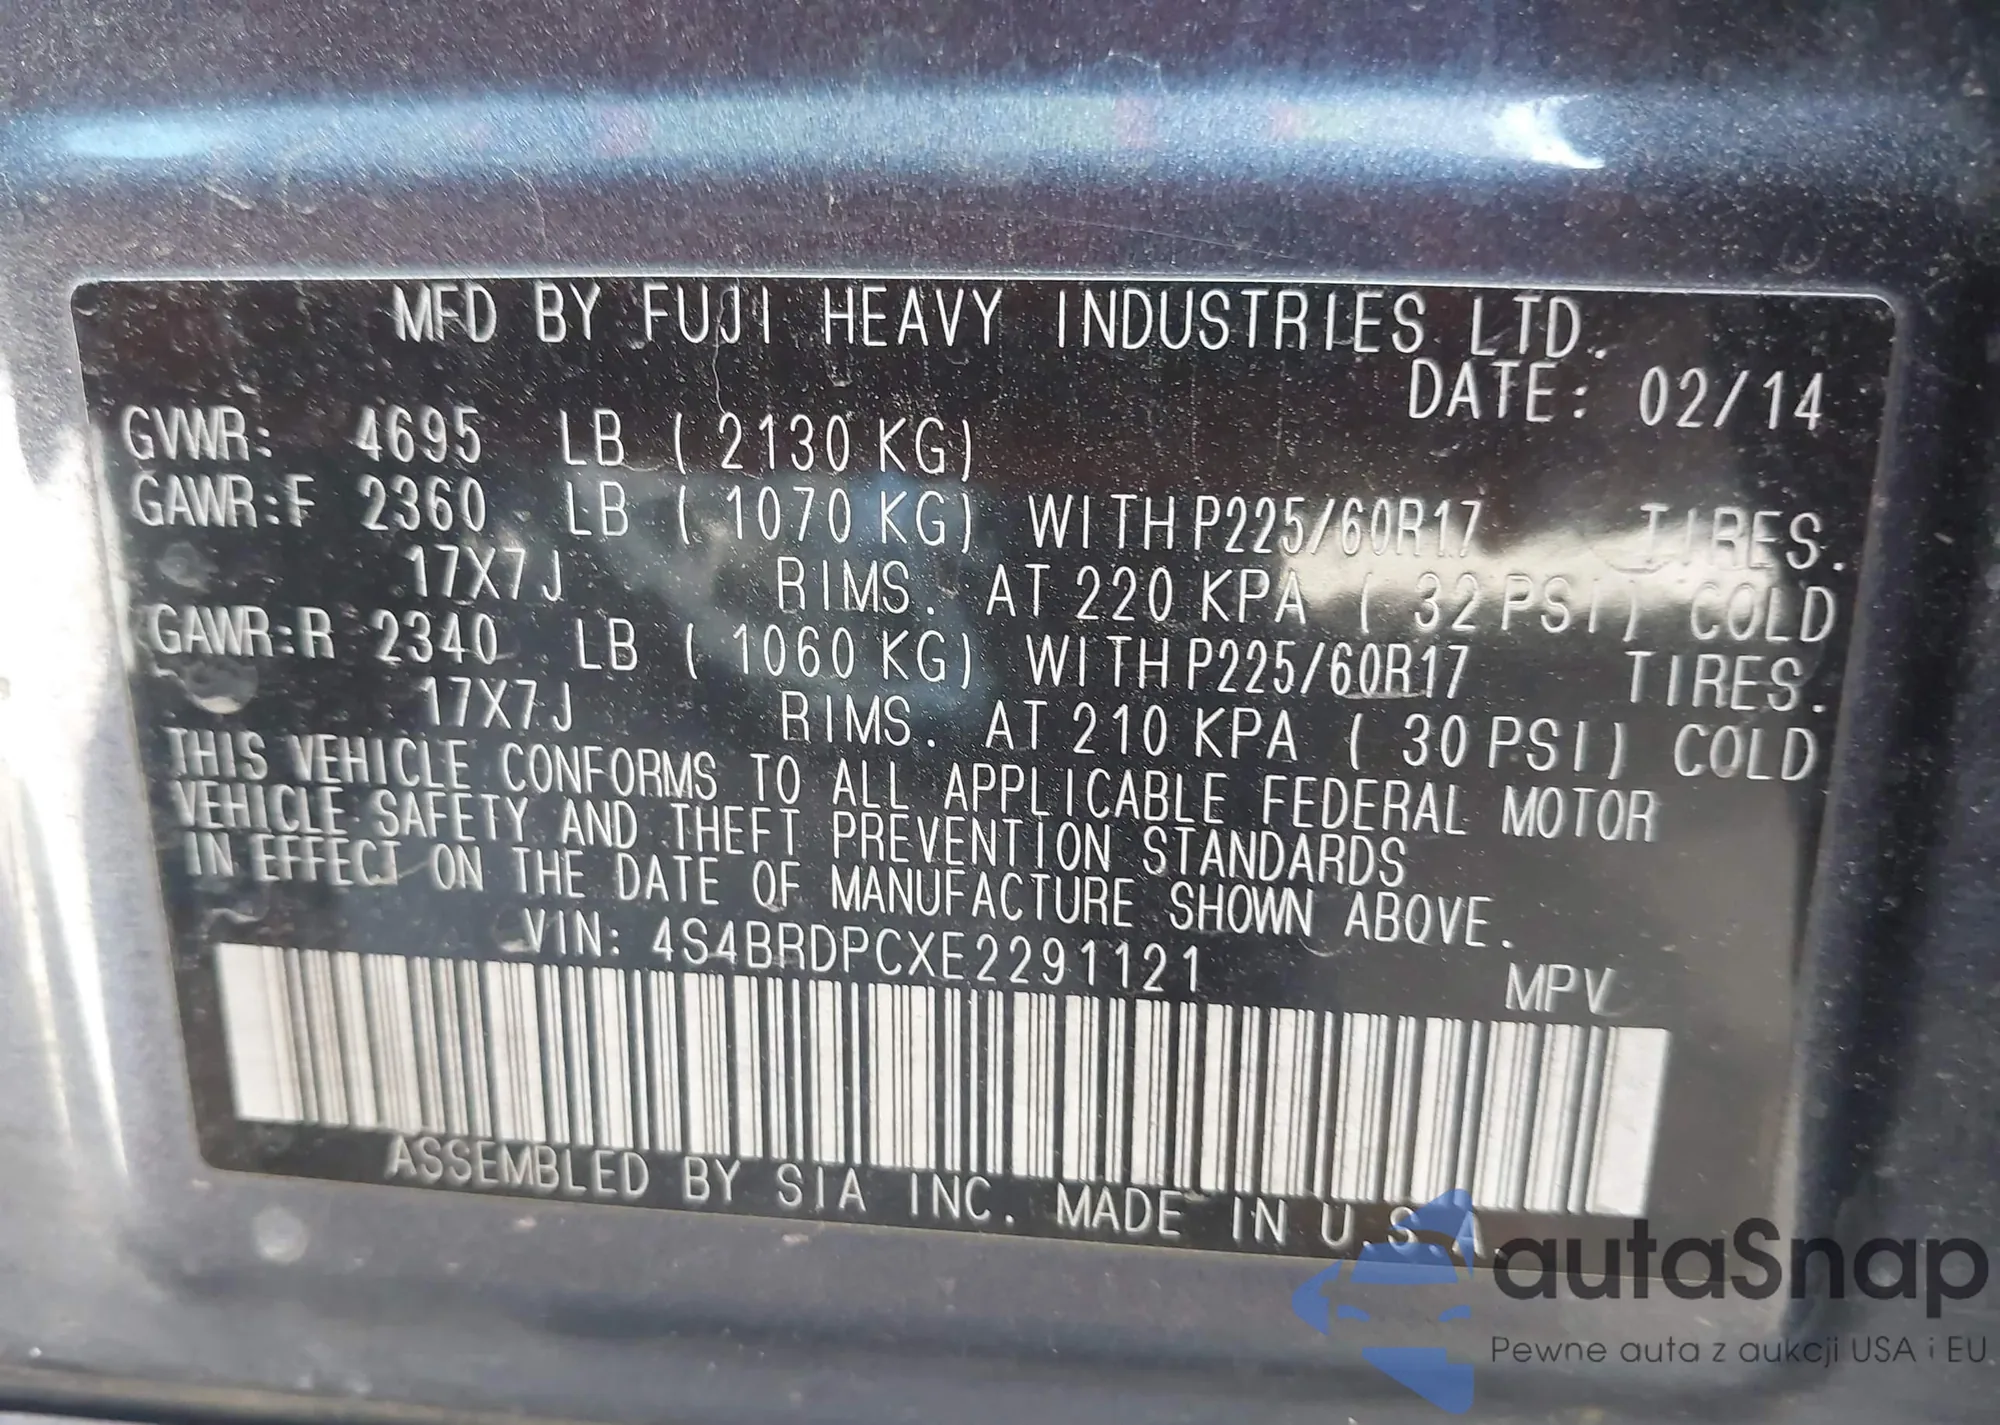 MFD BY FUJI HEAVY INDUSTRIES LTD.
DATE: 02/14
GVWR: 4695 LB ( 2130 KG)
GAWR:F 2360 LB ( 1070 KG) WITH P225/60R17 TIRES.
17X7J RIMS. AT 220 KPA ( 32 PSI) COLD
GAWR:R 2340 LB ( 1060 KG) WITH P225/60R17 TIRES.
17X7J RIMS. AT 210 KPA ( 30 PSI) COLD
THIS VEHICLE CONFORMS TO ALL APPLICABLE FEDERAL MOTOR
VEHICLE SAFETY AND THEFT PREVENTION STANDARDS
IN EFFECT ON THE DATE OF MANUFACTURE SHOWN ABOVE.
VIN: 4S4BRDPCXE2291121
MPV
ASSEMBLED BY SIA INC. MADE IN U.S.A.
autaSnap
Pewne auta z aukcji USA i EU